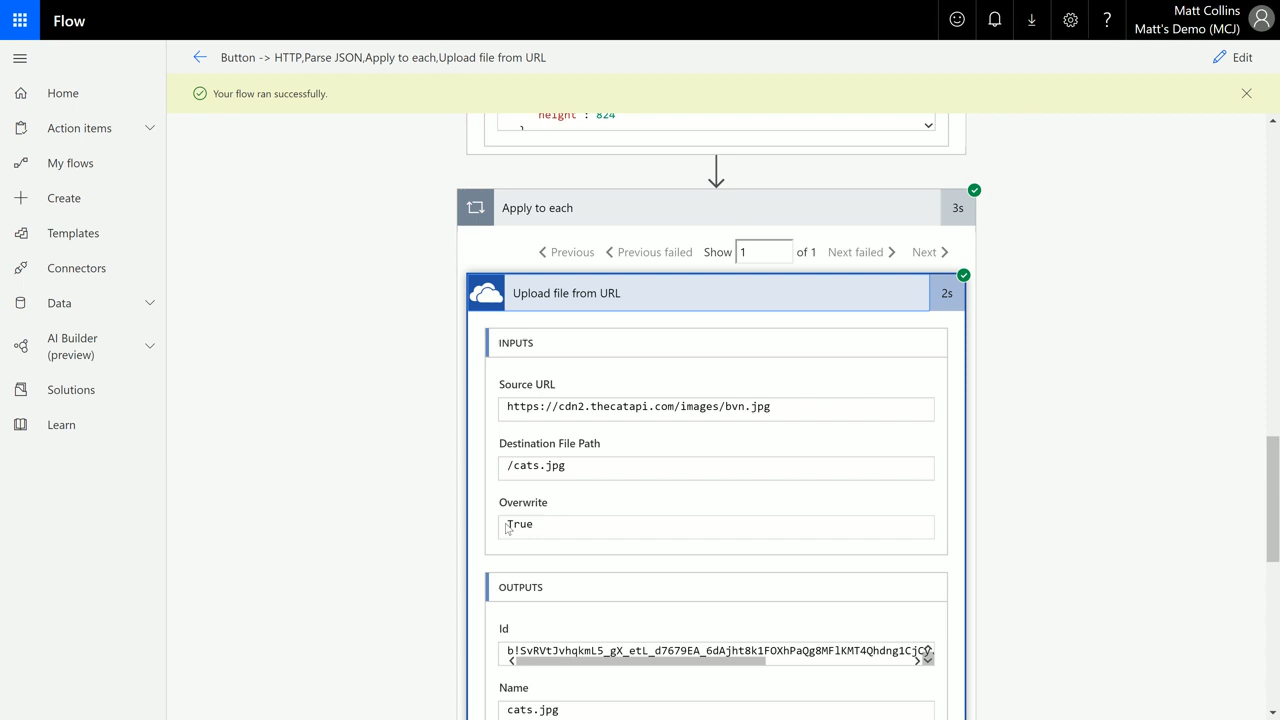 Flow
Matt Collins
Matt's Demo (MCJ)
Button -> HTTP,Parse JSON,Apply to each,Upload file from URL
Edit
Your flow ran successfully.
Home
Action items
My flows
Create
Templates
Connectors
Data
AI Builder
(preview)
Solutions
Learn
height": 824
}
Apply to each
3s
Previous
Previous failed
Show 1 of 1
Next failed
Next
Upload file from URL
2s
INPUTS
Source URL
https://cdn2.thecatapi.com/images/bvn.jpg
Destination File Path
/cats.jpg
Overwrite
True
OUTPUTS
Id
b!SvRVtJvhqkmL5_gX_etL_d7679EA_6dAjht8k1FOXhPaQg8MFlKMT4Qhdng1CjC
Name
cats.jpg